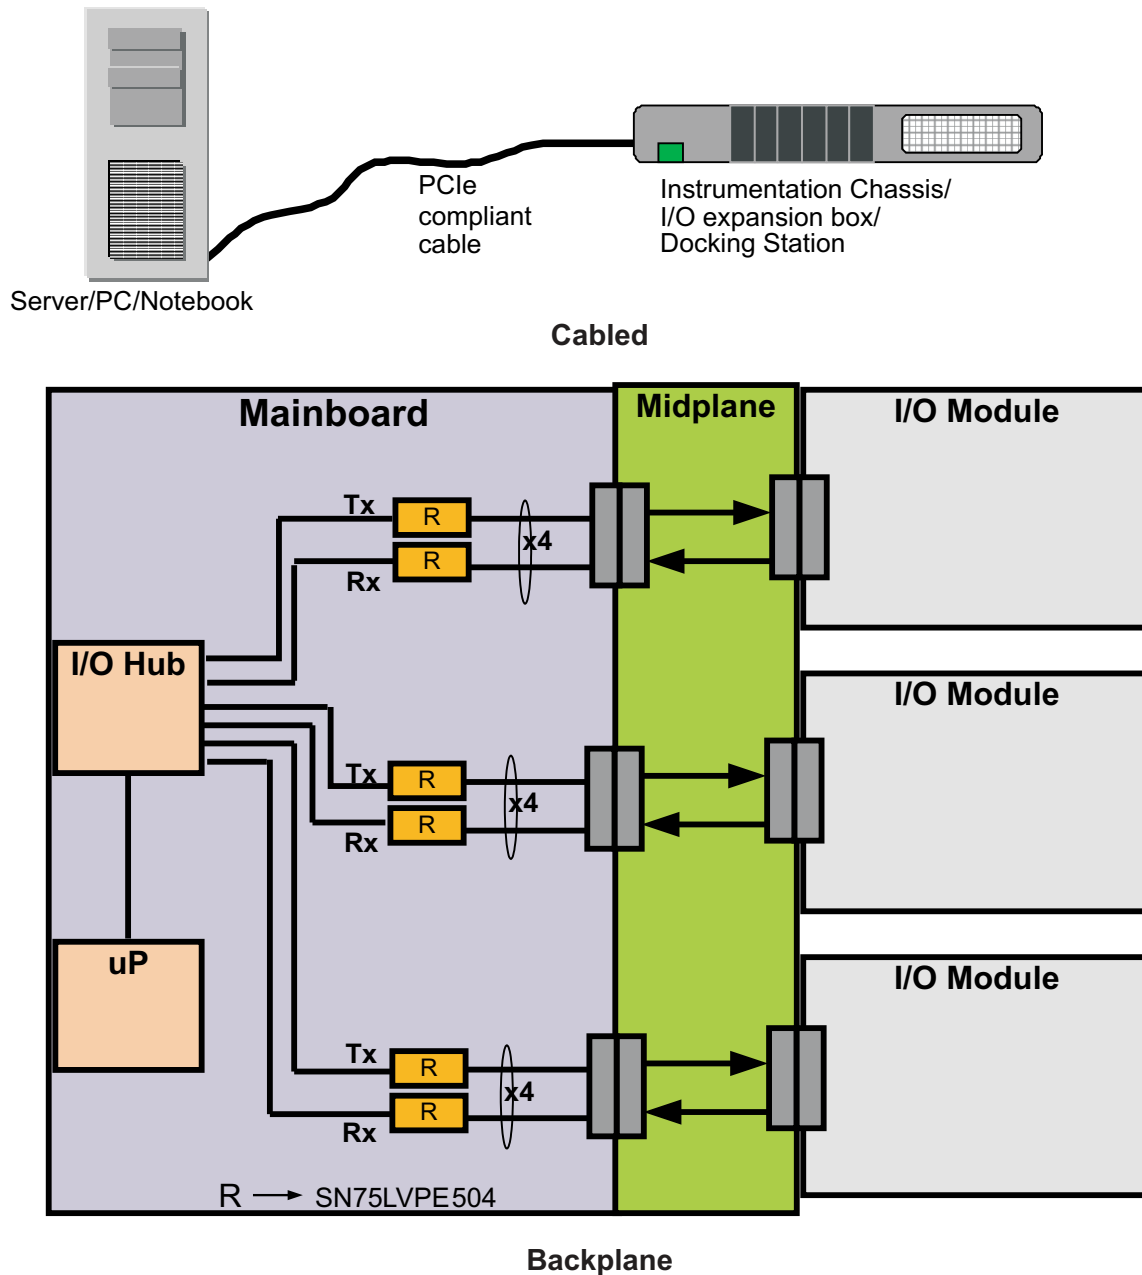 PCIe
compliant
cable
Instrumentation Chassis/
I/O expansion box/
Docking Station
Server/PC/Notebook
Cabled
Mainboard
Midplane
I/O Module
Tx
R
x4
R
Rx
I/O Hub
I/O Module
Tx
R
x4
R
Rx
uP
I/O Module
Tx
R
x4
R
Rx
R → SN75LVPE504
Backplane